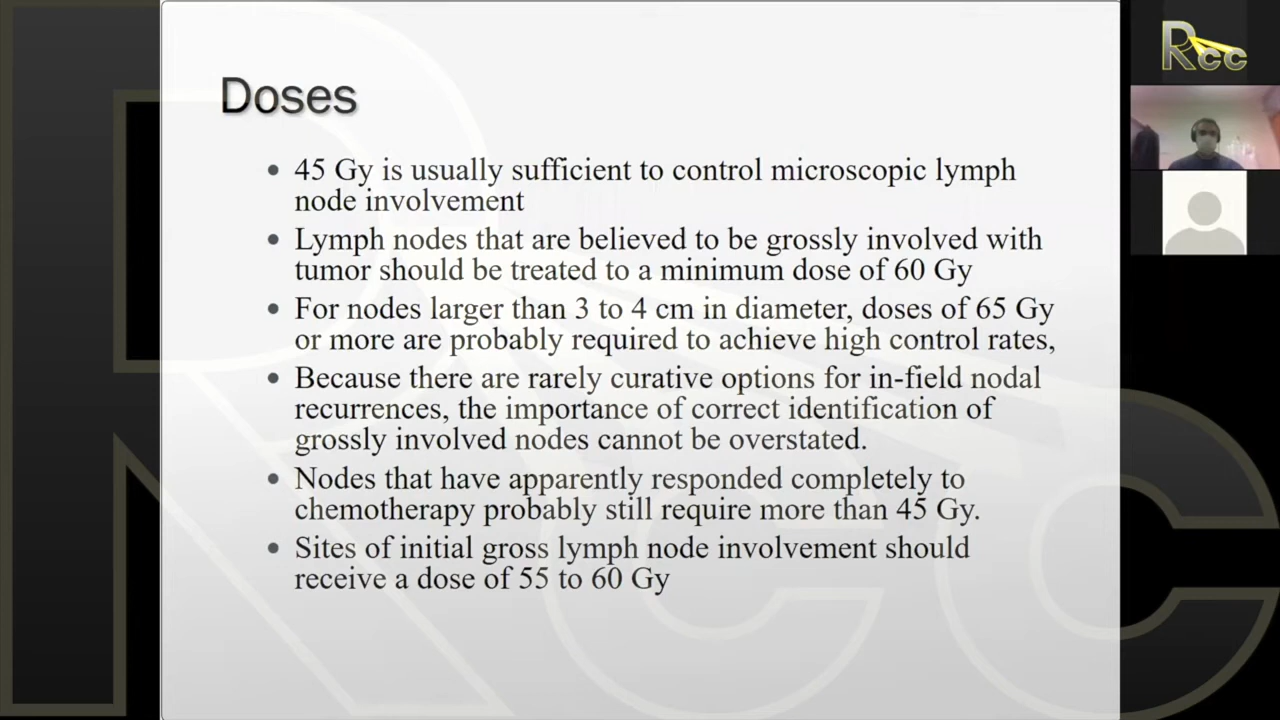 Doses
• 45 Gy is usually sufficient to control microscopic lymph
node involvement
• Lymph nodes that are believed to be grossly involved with
tumor should be treated to a minimum dose of 60 Gy
• For nodes larger than 3 to 4 cm in diameter, doses of 65 Gy
or more are probably required to achieve high control rates,
• Because there are rarely curative options for in-field nodal
recurrences, the importance of correct identification of
grossly involved nodes cannot be overstated.
• Nodes that have apparently responded completely to
chemotherapy probably still require more than 45 Gy.
• Sites of initial gross lymph node involvement should
receive a dose of 55 to 60 Gy
Rcc
Rcc